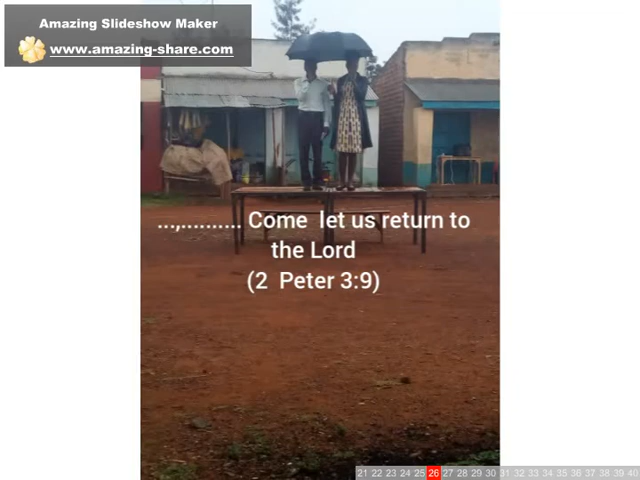 Amazing Slideshow Maker
www.amazing-share.com
...,.......... Come let us return to
the Lord
(2 Peter 3:9)
21 22 23 24 25 26 27 28 29 30 31 32 33 34 35 36 37 38 39 40